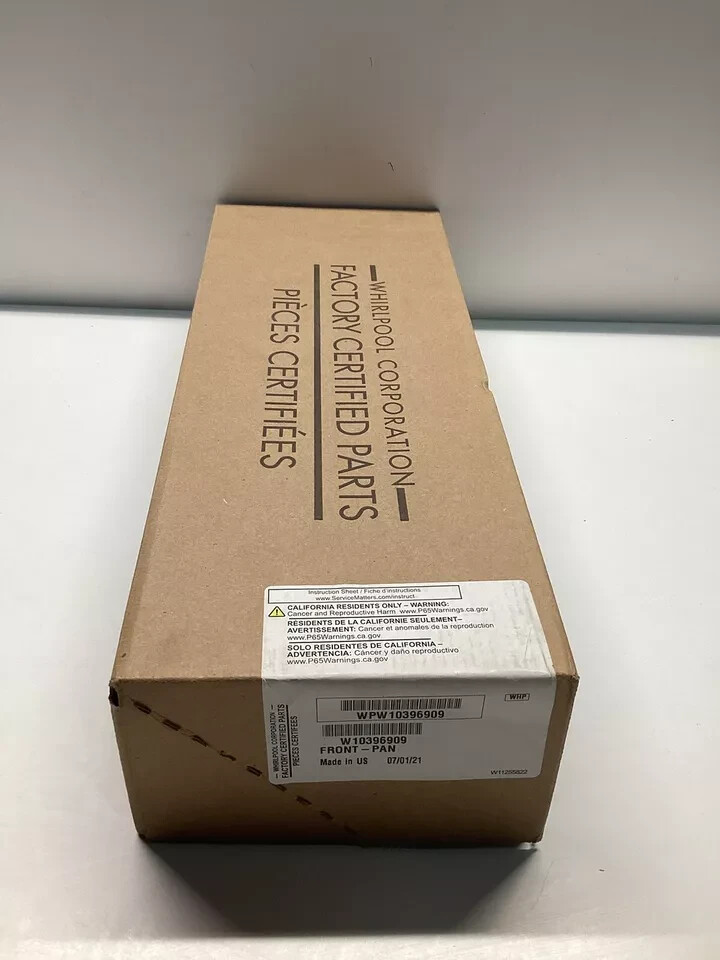 WHIRLPOOL CORPORATION
FACTORY CERTIFIED PARTS
PIÈCES CERTIFIÉES
Instruction Sheet / Fiche d'instructions
www.ServiceMatters.com/instruct
CALIFORNIA RESIDENTS ONLY – WARNING:
Cancer and Reproductive Harm www.P65Warnings.ca.gov
RÉSIDENTS DE LA CALIFORNIE SEULEMENT–
AVERTISSEMENT: Cancer et anomales de la reproduction
www.P65Warnings.ca.gov
SOLO RESIDENTES DE CALIFORNIA –
ADVERTENCIA: Cáncer y daño reproductivo
www.P65Warnings.ca.gov
WHP
WPW10396909
W10396909
FRONT-PAN
Made in US 07/01/21
W11255822
– WHIRLPOOL CORPORATION –
FACTORY CERTIFIED PARTS
PIÈCES CERTIFIÉES